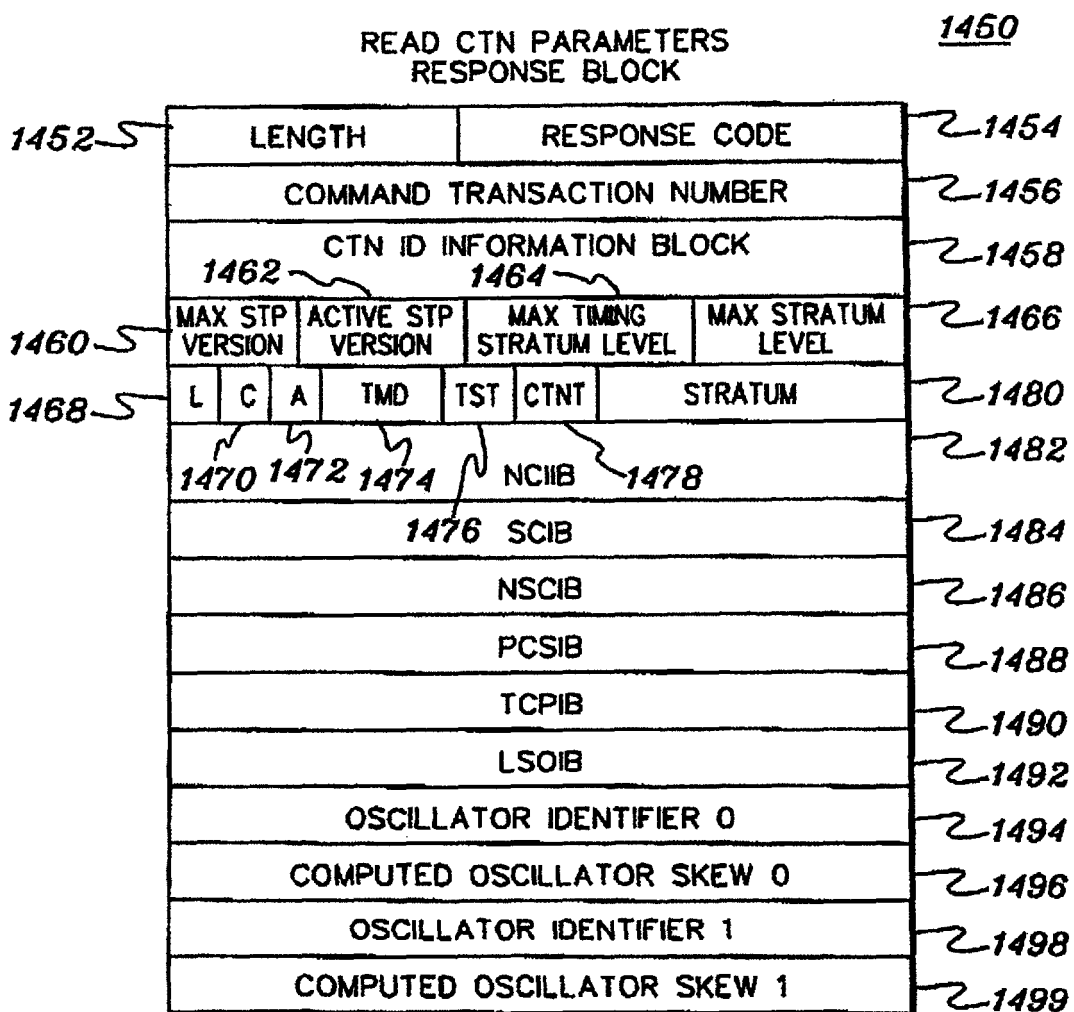 1450
READ CTN PARAMETERS
RESPONSE BLOCK
1452 LENGTH RESPONSE CODE 1454
COMMAND TRANSACTION NUMBER 1456
CTN ID INFORMATION BLOCK 1458
1462 1464
1460 MAX STP VERSION ACTIVE STP VERSION MAX TIMING STRATUM LEVEL MAX STRATUM LEVEL 1466
1468 L C A TMD TST CTNT STRATUM 1480
1470 1472 1474 NCIIB 1478 1482
1476 SCIB 1484
NSCIB 1486
PCSIB 1488
TCPIB 1490
LSOIB 1492
OSCILLATOR IDENTIFIER 0 1494
COMPUTED OSCILLATOR SKEW 0 1496
OSCILLATOR IDENTIFIER 1 1498
COMPUTED OSCILLATOR SKEW 1 1499